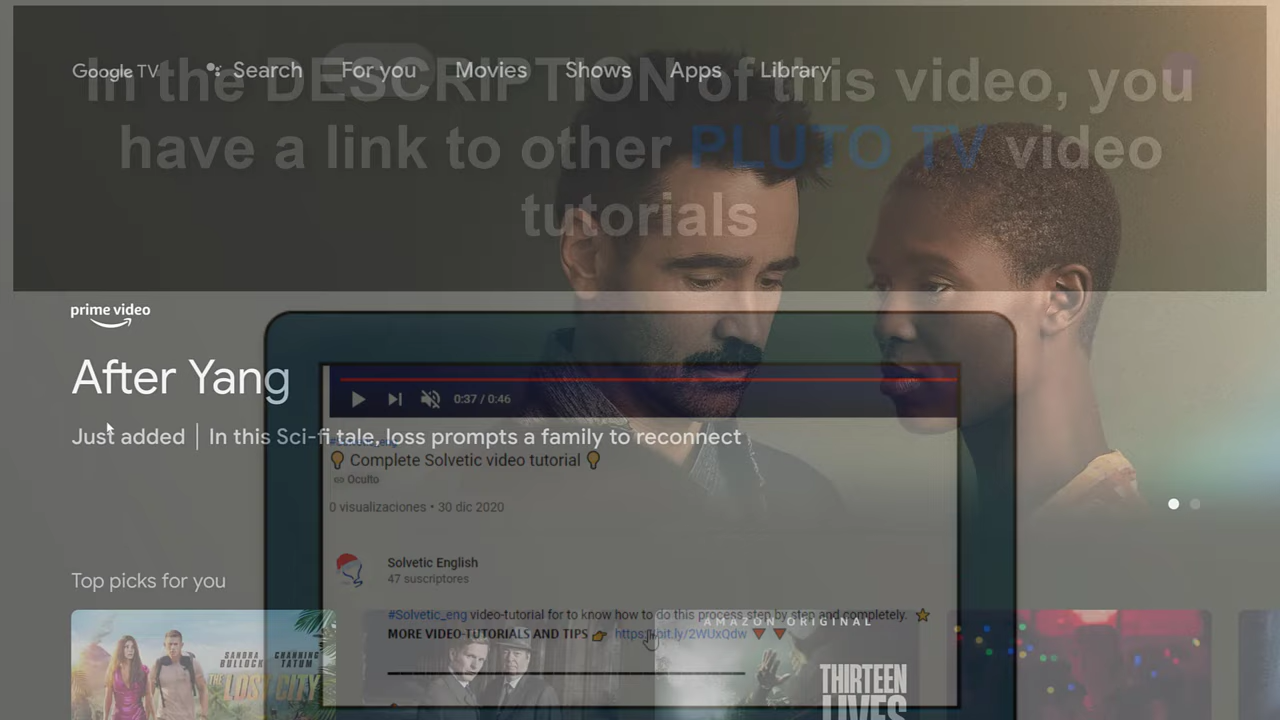 Google TV
Search
For you
Movies
Shows
Apps
Library
In the DESCRIPTION of this video, you
have a link to other PLUTO TV video
tutorials
prime video
After Yang
Just added | In this Sci-fi tale, loss prompts a family to reconnect
0:37 / 0:46
Complete Solvetic video tutorial
Oculto
0 visualizaciones • 30 dic 2020
Solvetic English
47 suscriptores
Top picks for you
#Solvetic_eng video-tutorial for to know how to do this process step by step and completely.
MORE VIDEO-TUTORIALS AND TIPS 👉 https://bit.ly/2WUxQdw
AMAZON ORIGINAL
SANDRA BULLOCK
CHANNING TATUM
THE LOST CITY
THIRTEEN
LIVES